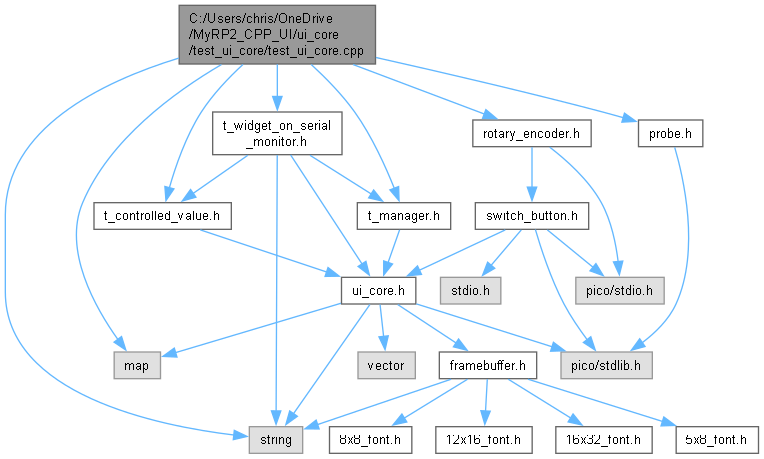 C:/Users/chris/OneDrive
/MyRP2_CPP_UI/ui_core
/test_ui_core/test_ui_core.cpp
t_widget_on_serial
_monitor.h
rotary_encoder.h
probe.h
t_controlled_value.h
t_manager.h
switch_button.h
ui_core.h
stdio.h
pico/stdio.h
map
vector
framebuffer.h
pico/stdlib.h
string
8x8_font.h
12x16_font.h
16x32_font.h
5x8_font.h